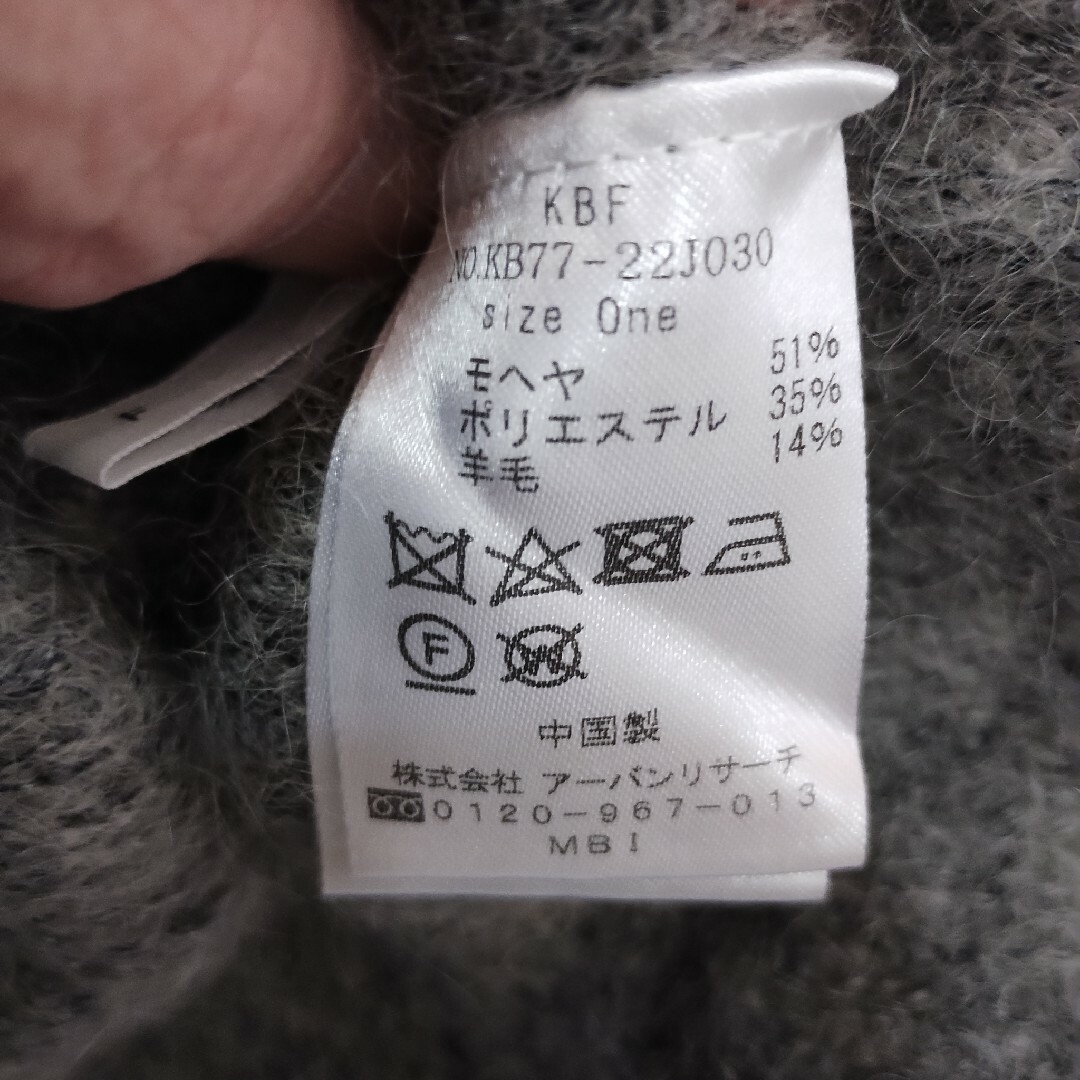 KBF
NO.KB77-22J030
size One
モヘヤ 51%
ポリエステル 35%
羊毛 14%
F
中国製
株式会社 アーバンリサーチ
0120-967-013
MBI